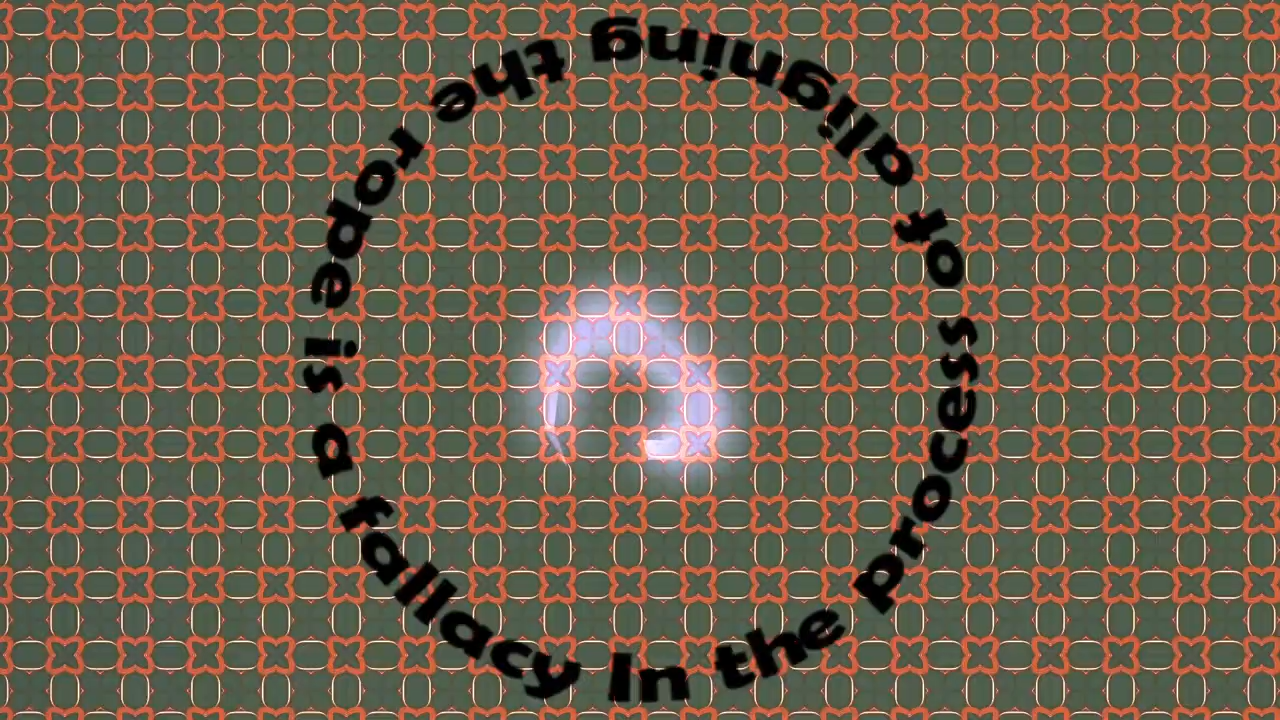 In the process of aligning the rope is a fallacy